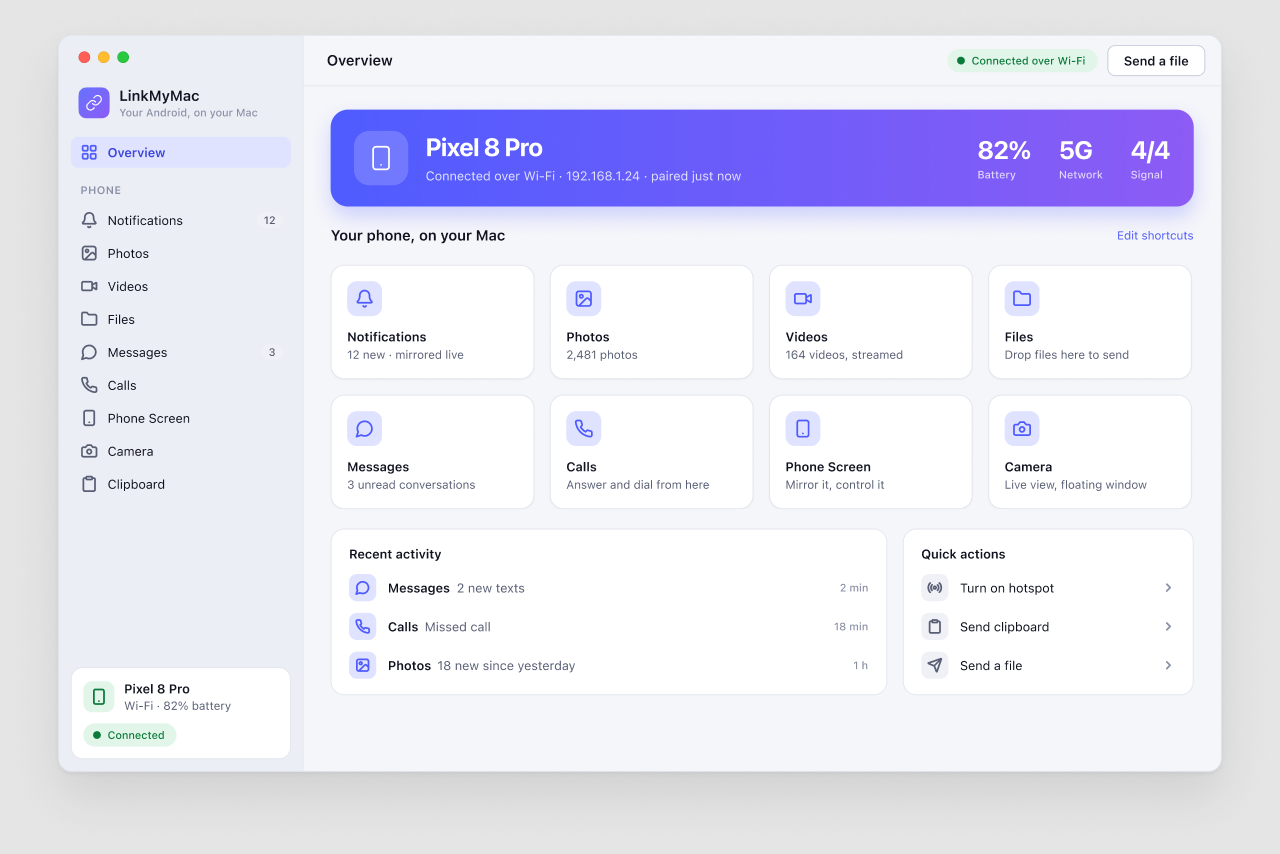 Overview
Connected over Wi-Fi
Send a file
LinkMyMac
Your Android, on your Mac
Overview
PHONE
Notifications 12
Photos
Videos
Files
Messages 3
Calls
Phone Screen
Camera
Clipboard
Pixel 8 Pro
Wi-Fi · 82% battery
Connected
Pixel 8 Pro
Connected over Wi-Fi · 192.168.1.24 · paired just now
82% 5G 4/4
Battery Network Signal
Your phone, on your Mac
Edit shortcuts
Notifications
12 new · mirrored live
Photos
2,481 photos
Videos
164 videos, streamed
Files
Drop files here to send
Messages
3 unread conversations
Calls
Answer and dial from here
Phone Screen
Mirror it, control it
Camera
Live view, floating window
Recent activity
Messages 2 new texts 2 min
Calls Missed call 18 min
Photos 18 new since yesterday 1 h
Quick actions
Turn on hotspot
Send clipboard
Send a file